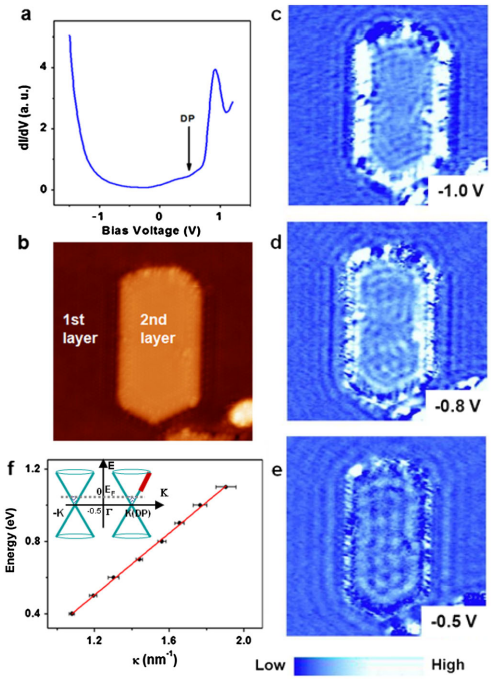 a
dI/dV (a. u.)
4
2
0
DP
-1
0
1
Bias Voltage (V)
b
1st
layer
2nd
layer
c
-1.0 V
d
-0.8 V
e
-0.5 V
f
Energy (eV)
1.2
0.8
0.4
E
0
E_F
-0.5
-K
Γ
K(DP)
K
1.2
1.6
2.0
κ (nm⁻¹)
Low
High